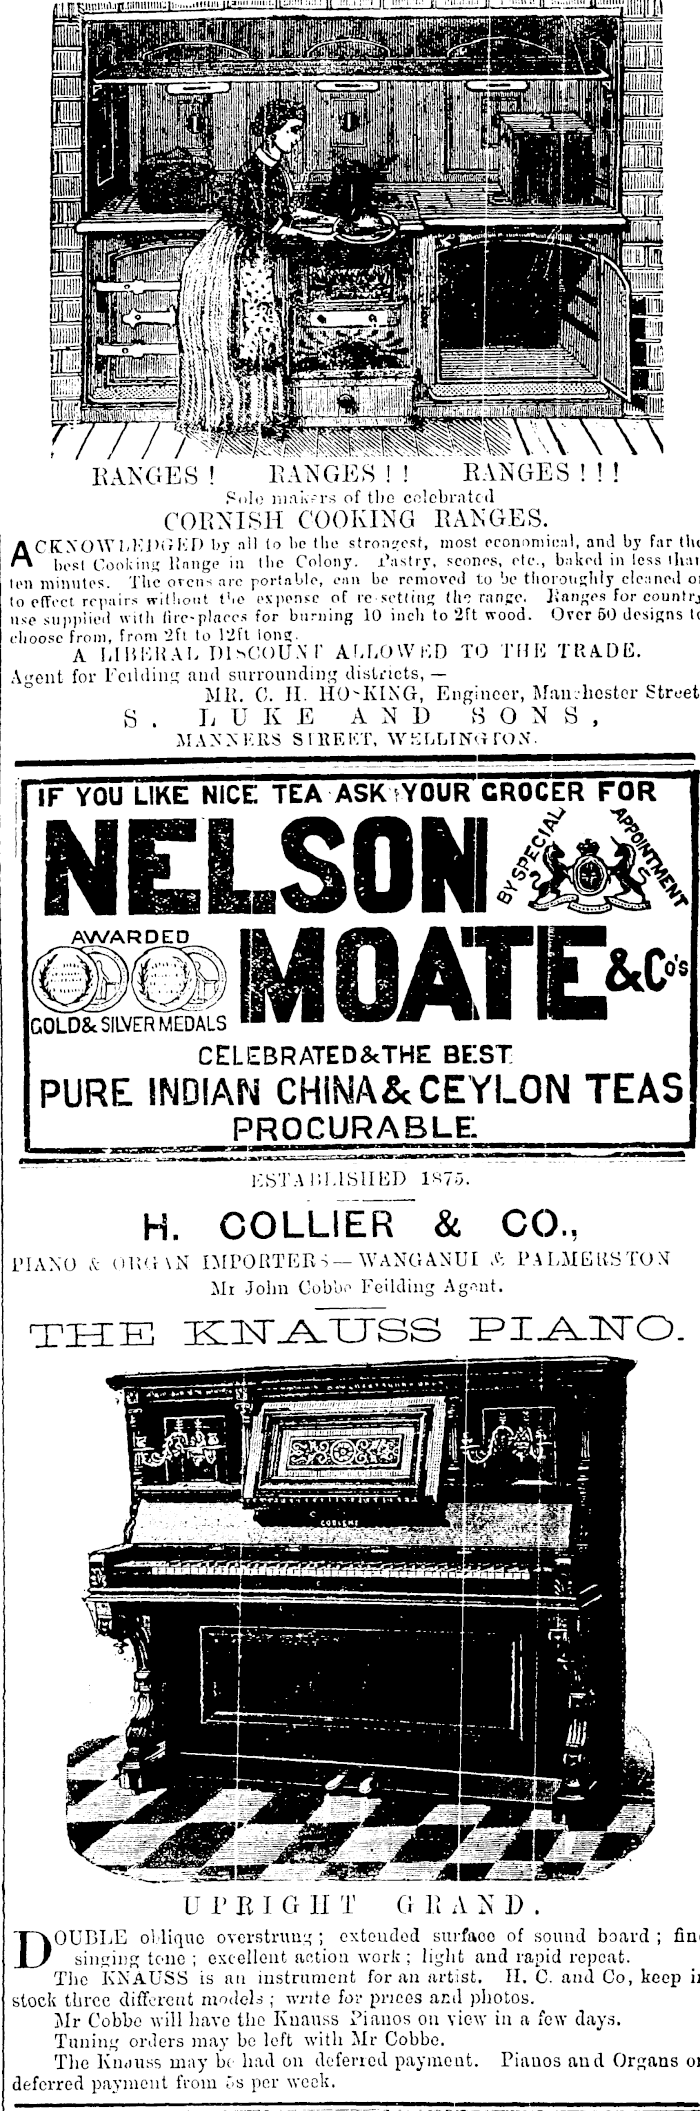 RANGES ! RANGES ! ! RANGES ! ! !
Sole makers of the celebrated
CORNISH COOKING RANGES.
ACKNOWLEDGED by all to be the strongest, most economical, and by far the
best Cooking Range in the Colony. Pastry, scones, etc., baked in less than
ten minutes. The ovens are portable, can be removed to be thoroughly cleaned or
to effect repairs without the expense of re-setting the range. Ranges for country
use supplied with fire-places for burning 10 inch to 2ft wood. Over 50 designs to
choose from, from 2ft to 12ft long.
A LIBERAL DISCOUNT ALLOWED TO THE TRADE.
Agent for Feilding and surrounding districts, —
MR. C. H. HOSKING, Engineer, Manchester Street
S. LUKE AND SONS,
MANNERS STREET, WELLINGTON.
IF YOU LIKE NICE TEA ASK YOUR GROCER FOR
NELSON
BY SPECIAL APPOINTMENT
AWARDED
MOATE & Co's
GOLD & SILVER MEDALS
CELEBRATED & THE BEST
PURE INDIAN CHINA & CEYLON TEAS
PROCURABLE
ESTABLISHED 1875.
H. COLLIER & CO.,
PIANO & ORGAN IMPORTERS—WANGANUI & PALMERSTON
Mr John Cobbe Feilding Agent.
THE KNAUSS PIANO.
COBLENZ
UPRIGHT GRAND.
DOUBLE oblique overstrung ; extended surface of sound board ; fine
singing tone ; excellent action work ; light and rapid repeat.
The KNAUSS is an instrument for an artist. H. C. and Co, keep in
stock three different models ; write for prices and photos.
Mr Cobbe will have the Knauss Pianos on view in a few days.
Tuning orders may be left with Mr Cobbe.
The Knauss may be had on deferred payment. Pianos and Organs on
deferred payment from 5s per week.